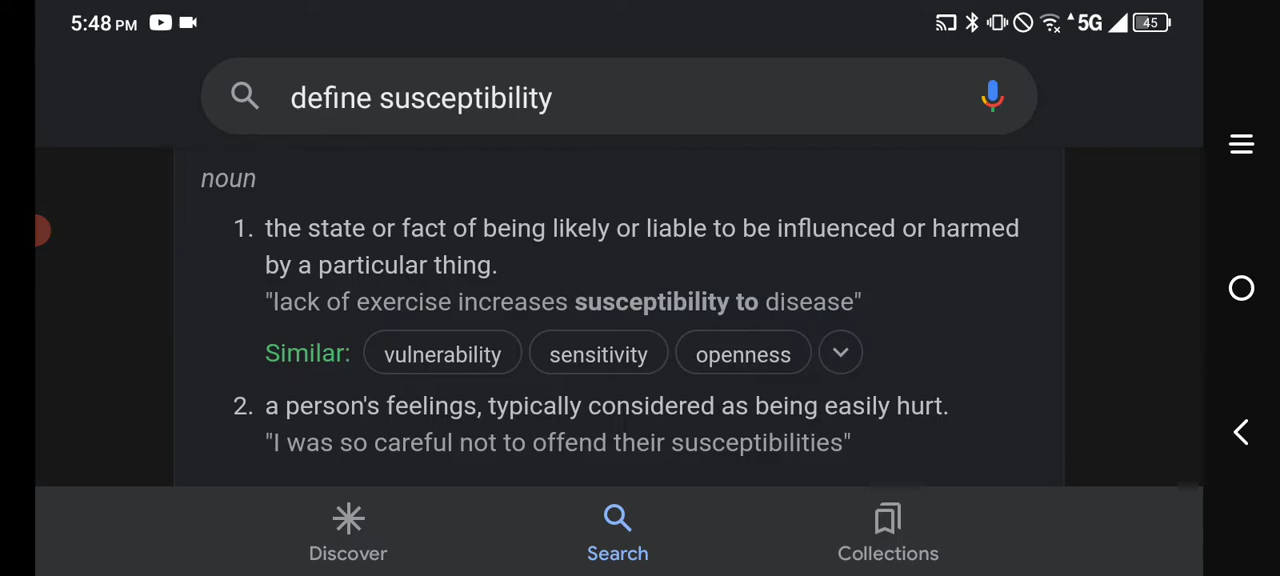 5:48 PM 5G 45
define susceptibility
noun
1. the state or fact of being likely or liable to be influenced or harmed
by a particular thing.
"lack of exercise increases susceptibility to disease"
Similar: vulnerability sensitivity openness
2. a person's feelings, typically considered as being easily hurt.
"I was so careful not to offend their susceptibilities"
Discover Search Collections